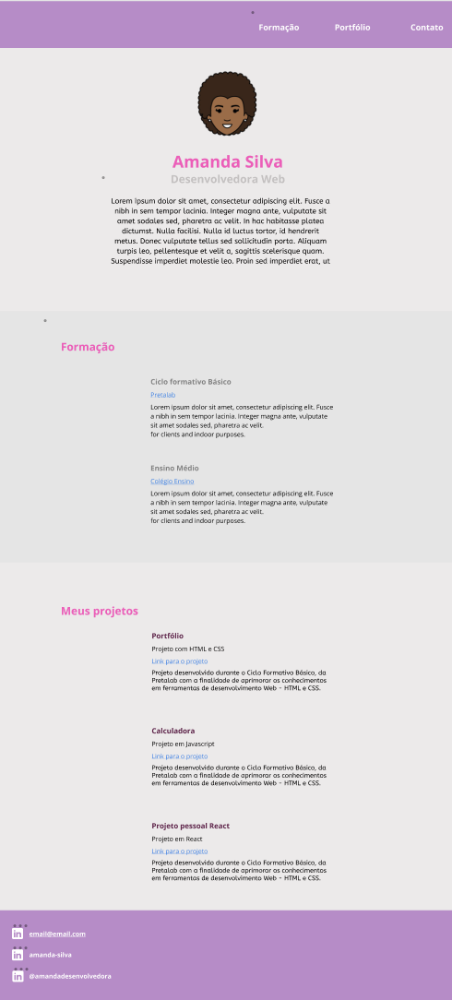 Formação Portfólio Contato
Amanda Silva
Desenvolvedora Web
Lorem ipsum dolor sit amet, consectetur adipiscing elit. Fusce a
nibh in sem tempor lacinia. Integer magna ante, vulputate sit
amet sodales sed, pharetra ac velit. In hac habitasse platea
dictumst. Nulla facilisi. Nulla id luctus tortor, id hendrerit
metus. Donec vulputate tellus sed sollicitudin porta. Aliquam
turpis leo, pellentesque et velit a, sagittis scelerisque quam.
Suspendisse imperdiet molestie leo. Proin sed imperdiet erat, ut
Formação
Ciclo formativo Básico
Pretalab
Lorem ipsum dolor sit amet, consectetur adipiscing elit. Fusce
a nibh in sem tempor lacinia. Integer magna ante, vulputate
sit amet sodales sed, pharetra ac velit.
for clients and indoor purposes.
Ensino Médio
Colégio Ensino
Lorem ipsum dolor sit amet, consectetur adipiscing elit. Fusce
a nibh in sem tempor lacinia. Integer magna ante, vulputate
sit amet sodales sed, pharetra ac velit.
for clients and indoor purposes.
Meus projetos
Portfólio
Projeto com HTML e CSS
Link para o projeto
Projeto desenvolvido durante o Ciclo Formativo Básico, da
Pretalab com a finalidade de aprimorar os conhecimentos
em ferramentas de desenvolvimento Web - HTML e CSS.
Calculadora
Projeto em Javascript
Link para o projeto
Projeto desenvolvido durante o Ciclo Formativo Básico, da
Pretalab com a finalidade de aprimorar os conhecimentos
em ferramentas de desenvolvimento Web - HTML e CSS.
Projeto pessoal React
Projeto em React
Link para o projeto
Projeto desenvolvido durante o Ciclo Formativo Básico, da
Pretalab com a finalidade de aprimorar os conhecimentos
em ferramentas de desenvolvimento Web - HTML e CSS.
in email@email.com
in amanda-silva
in @amandadesenvolvedora